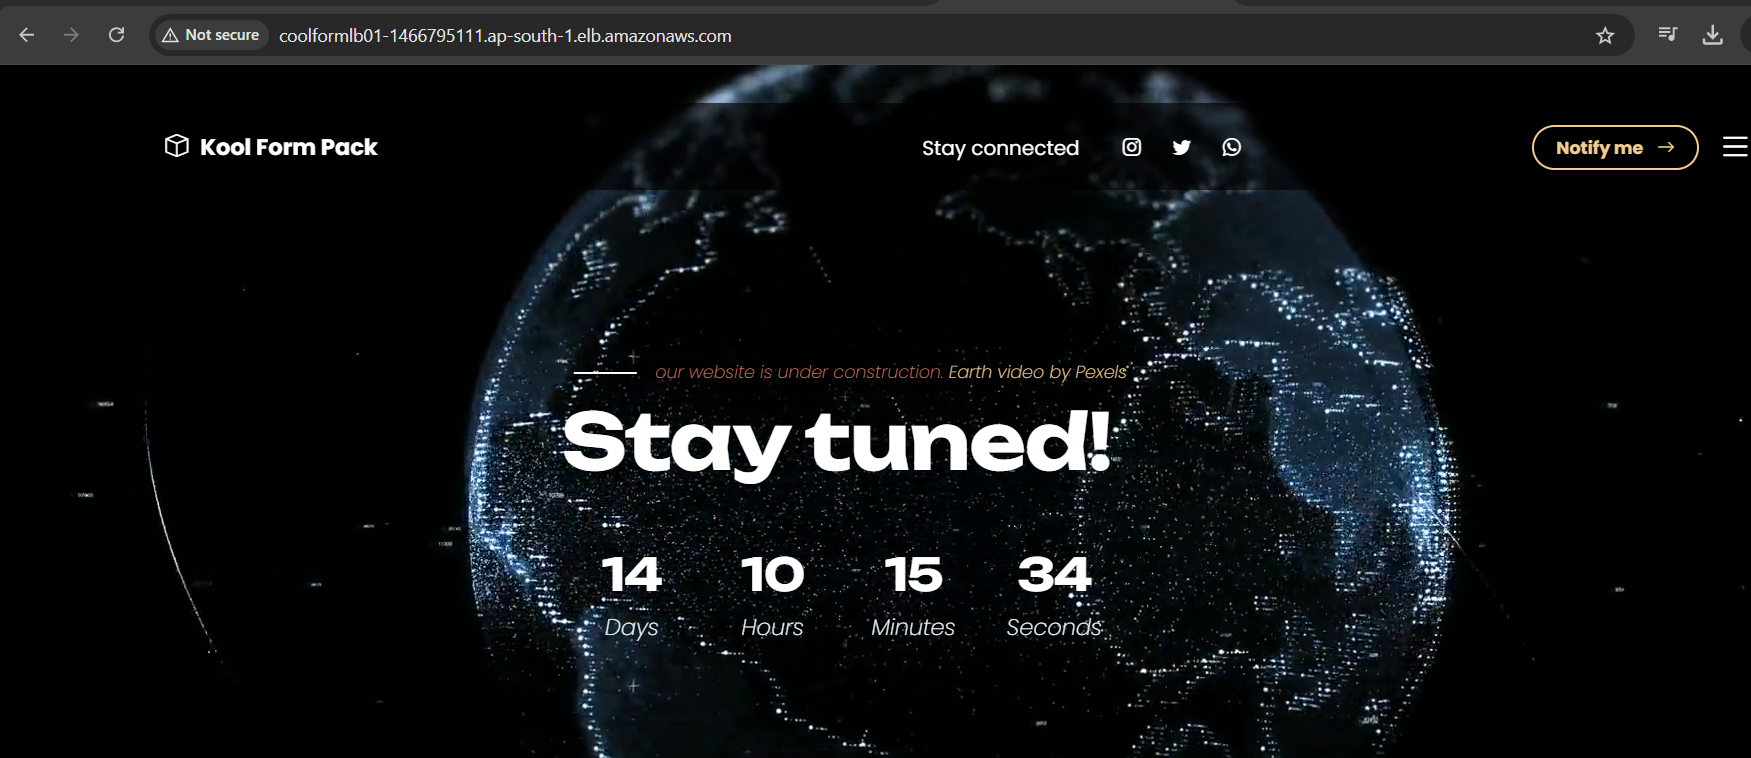 Not secure
coolformlb01-1466795111.ap-south-1.elb.amazonaws.com
Kool Form Pack
Stay connected
Notify me
our website is under construction. Earth video by Pexels
Stay tuned!
14 10 15 34
Days Hours Minutes Seconds